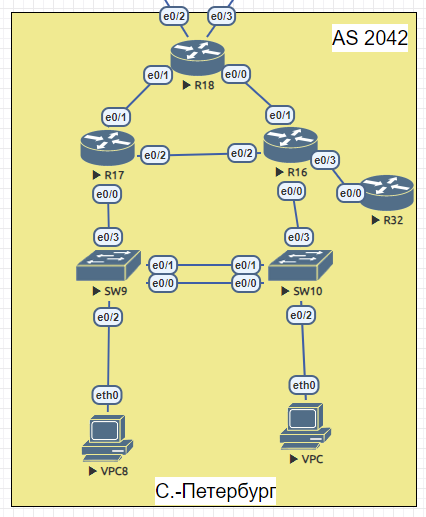 e0/2 e0/3
AS 2042
R18
e0/1 e0/0
e0/1 e0/1
R17 e0/2 e0/2 R16 e0/3
e0/0 e0/0 e0/0
R32
e0/3 e0/3
e0/1 e0/1
e0/0 e0/0
SW9 SW10
e0/2 e0/2
eth0 eth0
VPC8 VPC
С.-Петербург